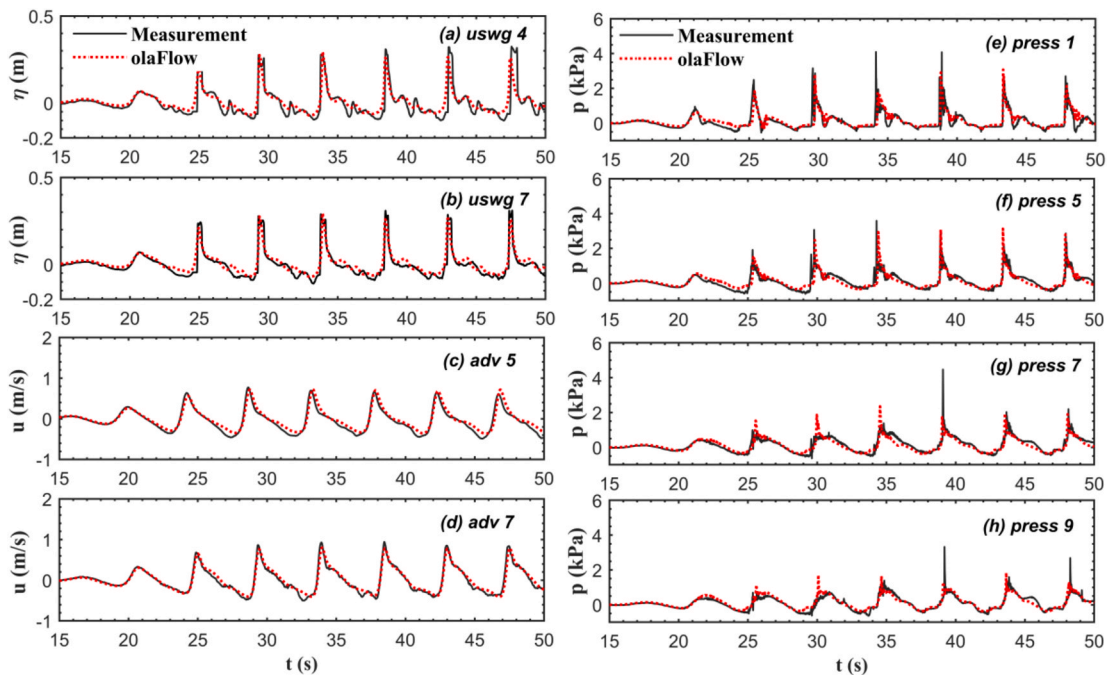 0.5
Measurement
olaFlow
(a) uswg 4
η (m)
0
-0.2
15 20 25 30 35 40 45 50
0.5
(b) uswg 7
η (m)
0
-0.2
15 20 25 30 35 40 45 50
2
(c) adv 5
1
u (m/s)
0
-1
15 20 25 30 35 40 45 50
2
(d) adv 7
1
u (m/s)
0
-1
15 20 25 30 35 40 45 50
t (s)
6
Measurement
olaFlow
(e) press 1
4
p (kPa)
2
0
15 20 25 30 35 40 45 50
6
(f) press 5
4
p (kPa)
2
0
15 20 25 30 35 40 45 50
6
(g) press 7
4
p (kPa)
2
0
15 20 25 30 35 40 45 50
6
(h) press 9
4
p (kPa)
2
0
15 20 25 30 35 40 45 50
t (s)